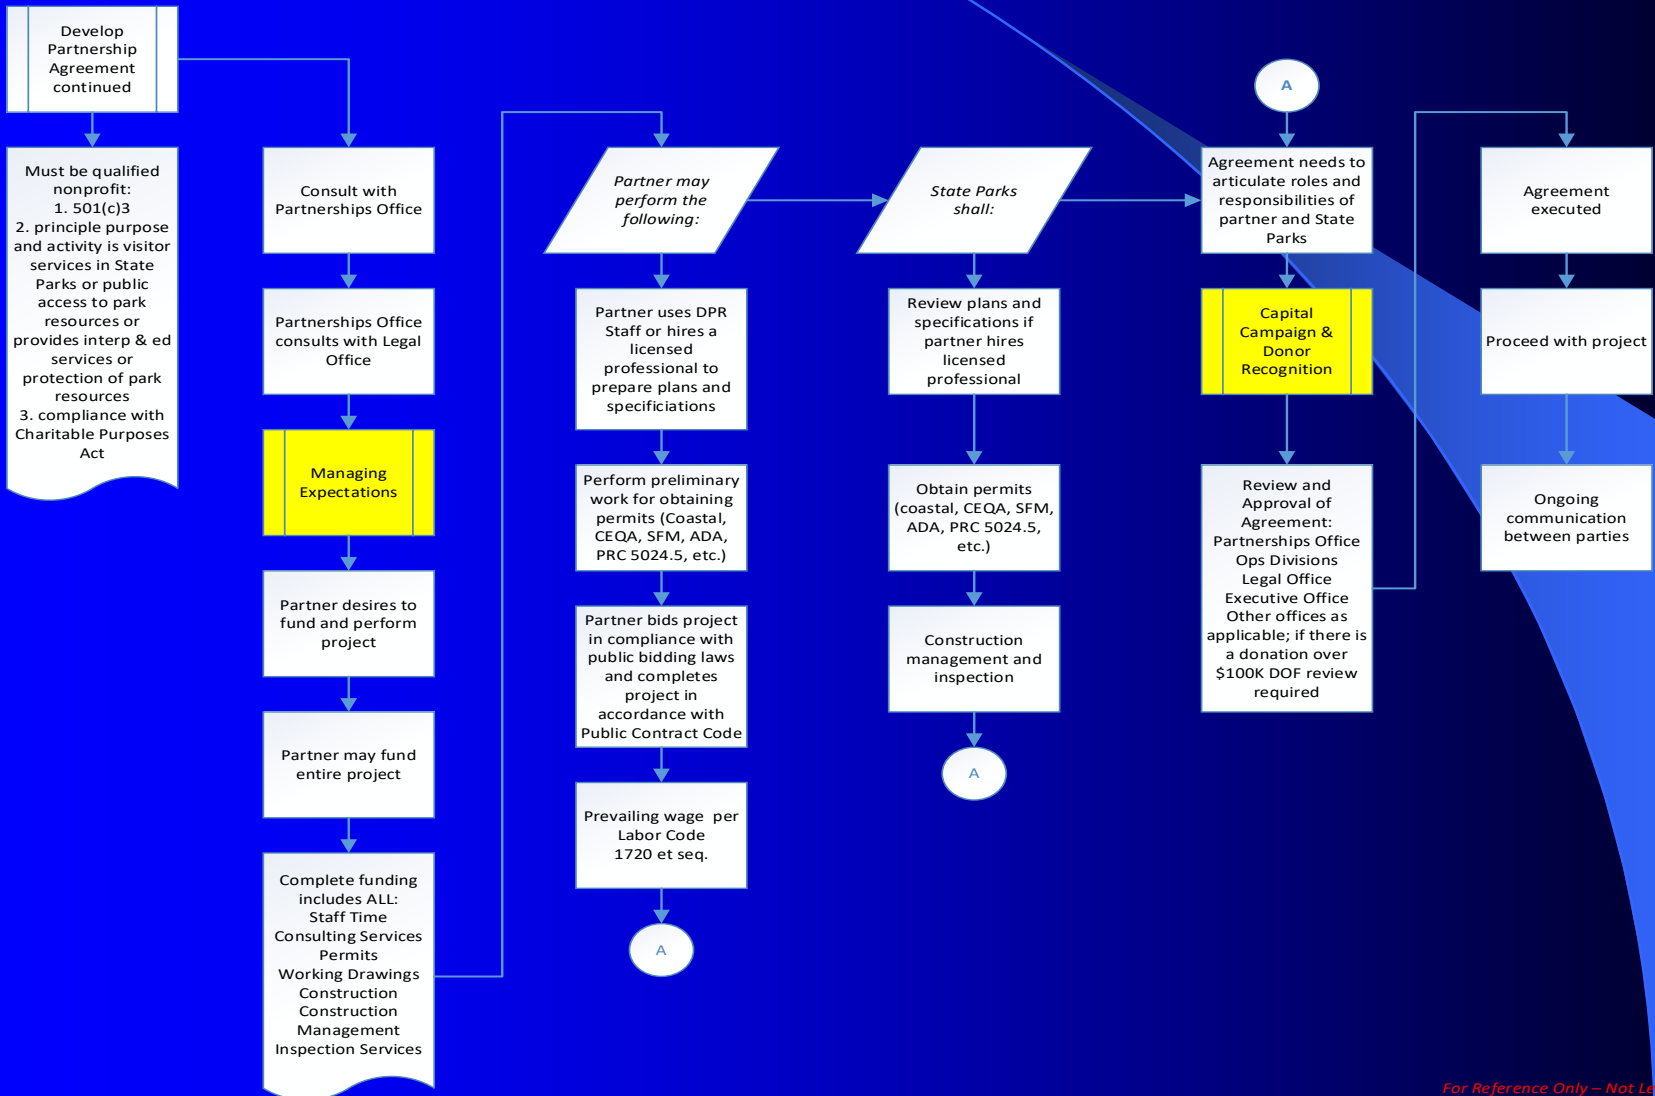 Develop
Partnership
Agreement
continued
Must be qualified
nonprofit:
1. 501(c)3
2. principle purpose
and activity is visitor
services in State
Parks or public
access to park
resources or
provides interp & ed
services or
protection of park
resources
3. compliance with
Charitable Purposes
Act
Consult with
Partnerships Office
Partnerships Office
consults with Legal
Office
Managing
Expectations
Partner desires to
fund and perform
project
Partner may fund
entire project
Complete funding
includes ALL:
Staff Time
Consulting Services
Permits
Working Drawings
Construction
Construction
Management
Inspection Services
Partner may
perform the
following:
Partner uses DPR
Staff or hires a
licensed
professional to
prepare plans and
specificiations
Perform preliminary
work for obtaining
permits (Coastal,
CEQA, SFM, ADA,
PRC 5024.5, etc.)
Partner bids project
in compliance with
public bidding laws
and completes
project in
accordance with
Public Contract Code
Prevailing wage per
Labor Code
1720 et seq.
A
State Parks
shall:
Review plans and
specifications if
partner hires
licensed
professional
Obtain permits
(coastal, CEQA, SFM,
ADA, PRC 5024.5,
etc.)
Construction
management and
inspection
A
A
Agreement needs to
articulate roles and
responsibilities of
partner and State
Parks
Capital
Campaign &
Donor
Recognition
Review and
Approval of
Agreement:
Partnerships Office
Ops Divisions
Legal Office
Executive Office
Other offices as
applicable; if there is
a donation over
$100K DOF review
required
Agreement
executed
Proceed with project
Ongoing
communication
between parties
For Reference Only – Not Le